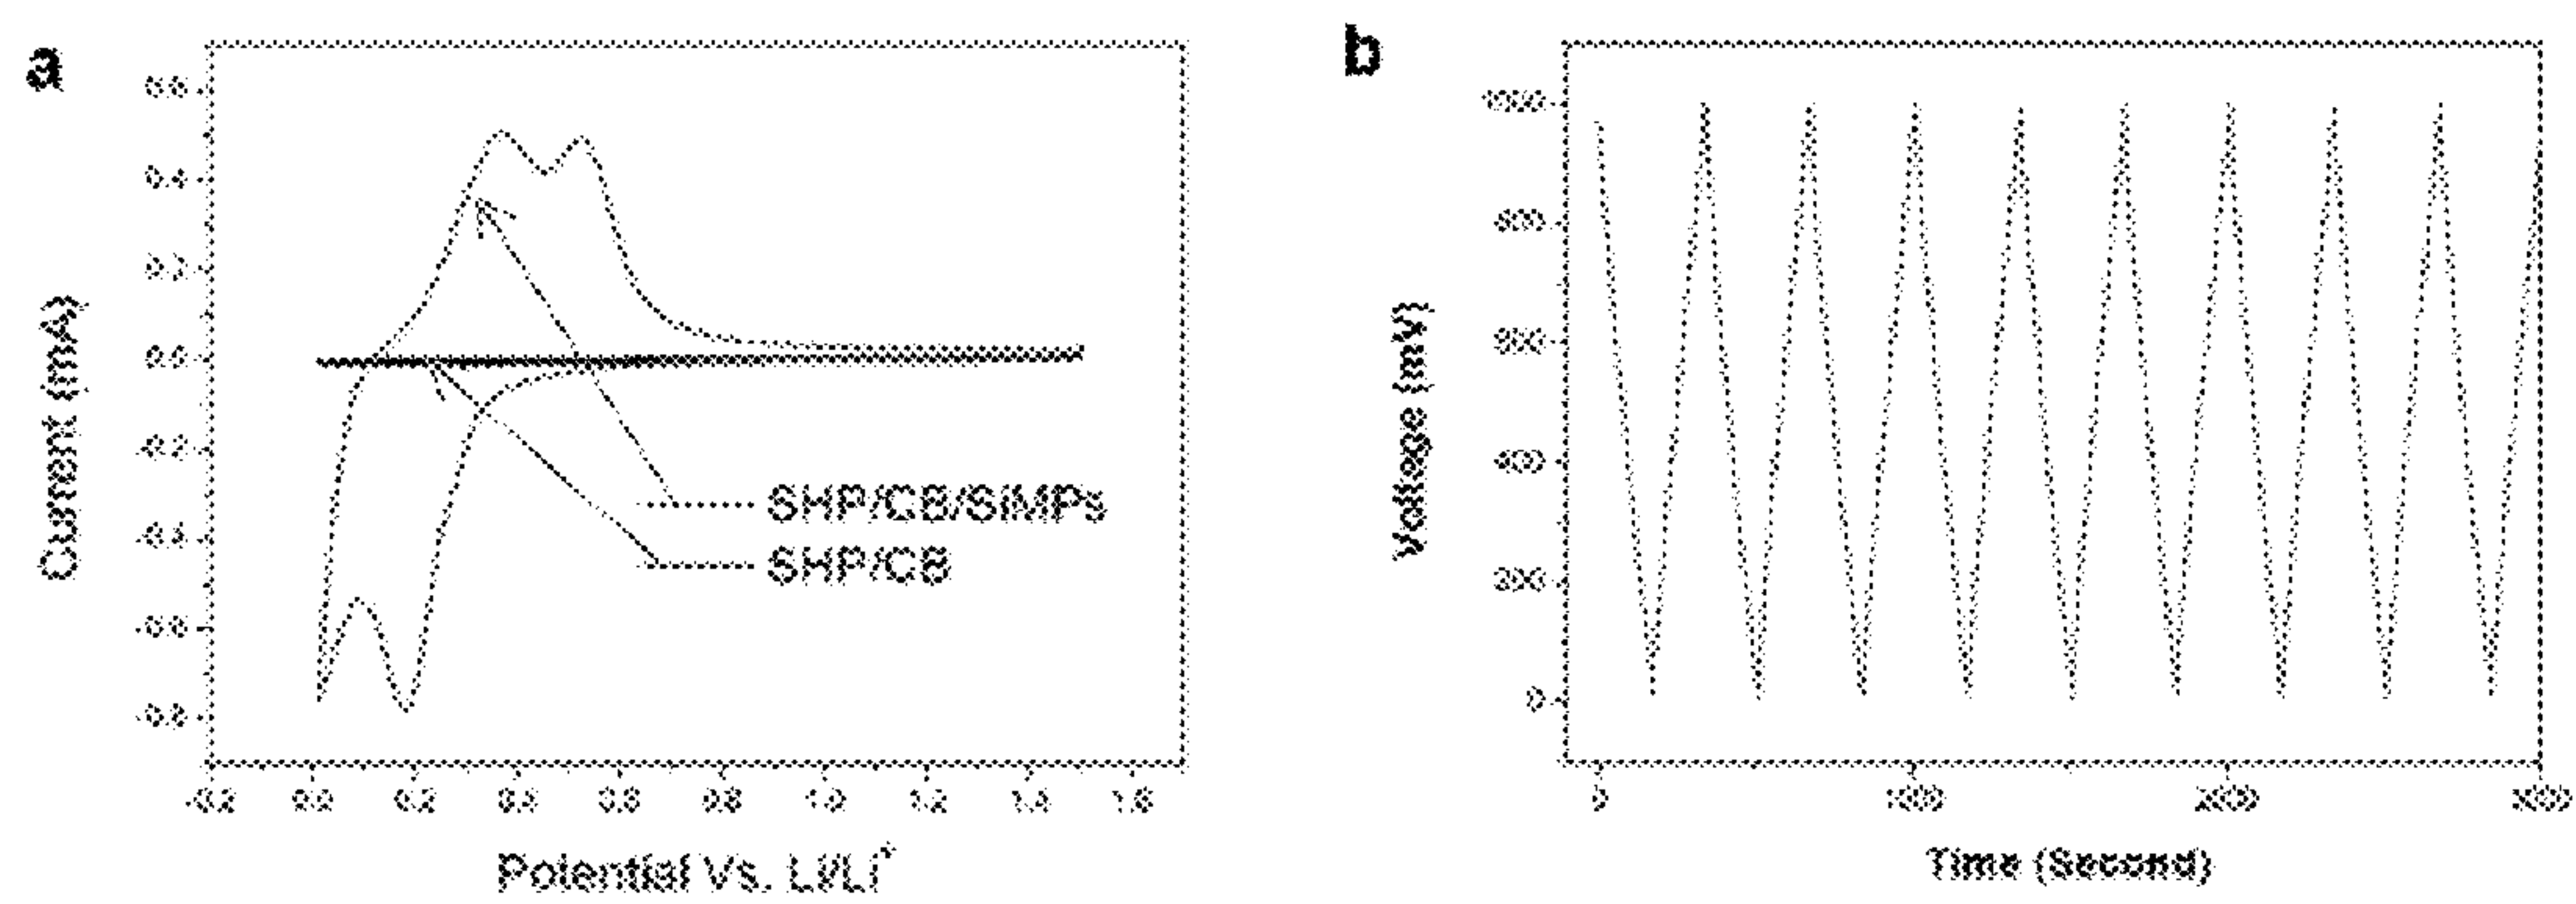 a
0.6
0.4
0.2
0.0
-0.2
-0.4
-0.6
-0.8
-0.2 0.0 0.2 0.4 0.6 0.8 1.0 1.2 1.4 1.6
Current (mA)
Potential Vs. Li/Li+
SHP/CB/SiMPs
SHP/CB
b
1000
800
600
400
200
0
0 1000 2000 3000
Voltage (mV)
Time (Second)